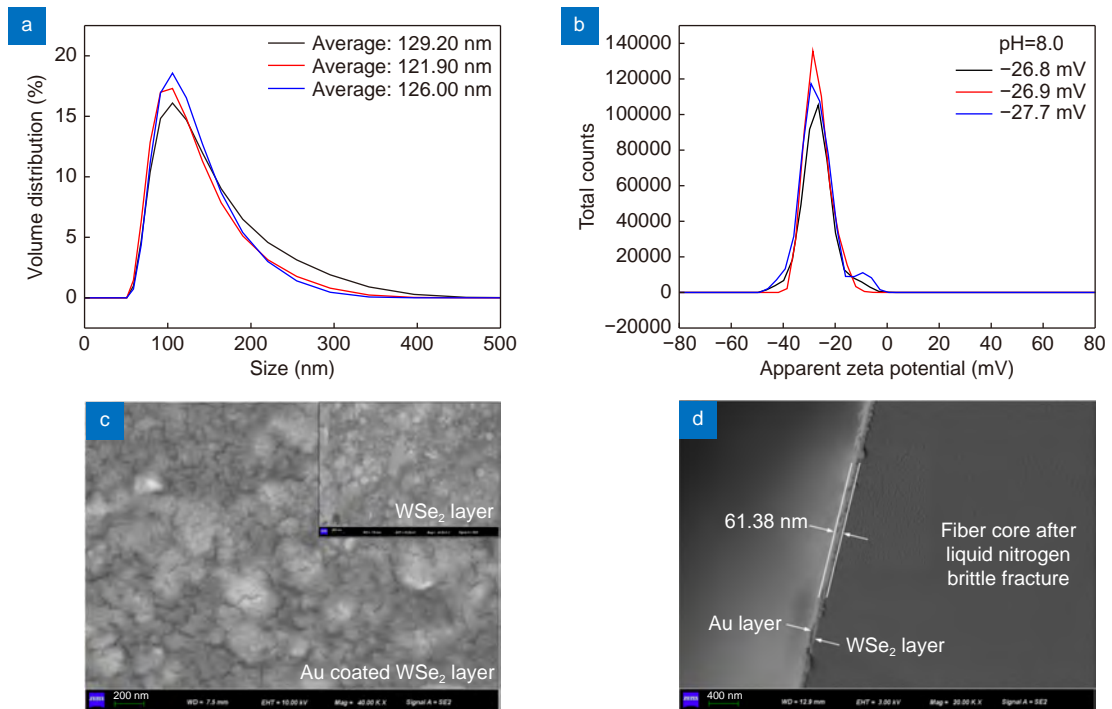 a
20
15
10
5
0
Volume distribution (%)
Average: 129.20 nm
Average: 121.90 nm
Average: 126.00 nm
0
100
200
300
400
500
Size (nm)
b
140000
120000
100000
80000
60000
40000
20000
0
−20000
Total counts
pH=8.0
−26.8 mV
−26.9 mV
−27.7 mV
−80
−60
−40
−20
0
20
40
60
80
Apparent zeta potential (mV)
c
WSe₂ layer
Au coated WSe₂ layer
200 nm
WD = 7.5 mm
EHT = 10.00 kV
Mag = 40.00 K X
Signal A = SE2
d
61.38 nm
Fiber core after
liquid nitrogen
brittle fracture
Au layer
WSe₂ layer
400 nm
WD = 12.9 mm
EHT = 3.00 kV
Mag = 20.00 K X
Signal A = SE2